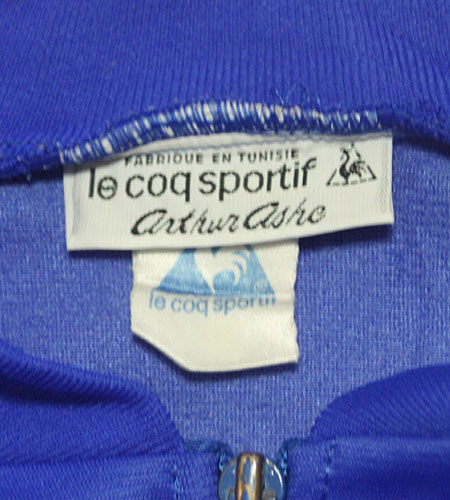 FABRIQUE EN TUNISIE
le coq sportif
Arthur Ashe
le coq sportif